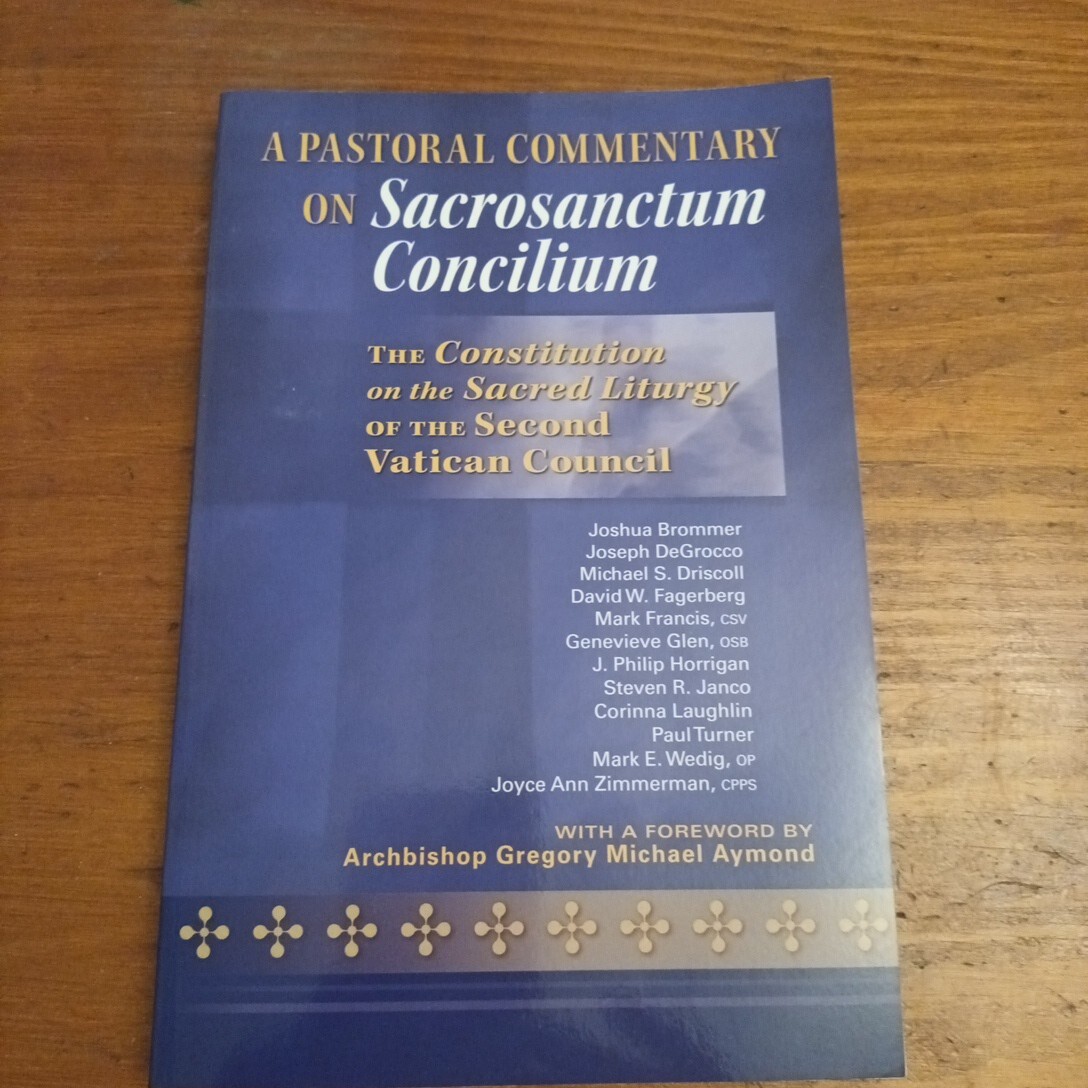 A PASTORAL COMMENTARY
ON Sacrosanctum
Concilium
THE Constitution
on the Sacred Liturgy
OF THE Second
Vatican Council
Joshua Brommer
Joseph DeGrocco
Michael S. Driscoll
David W. Fagerberg
Mark Francis, CSV
Genevieve Glen, OSB
J. Philip Horrigan
Steven R. Janco
Corinna Laughlin
Paul Turner
Mark E. Wedig, OP
Joyce Ann Zimmerman, CPPS
WITH A FOREWORD BY
Archbishop Gregory Michael Aymond